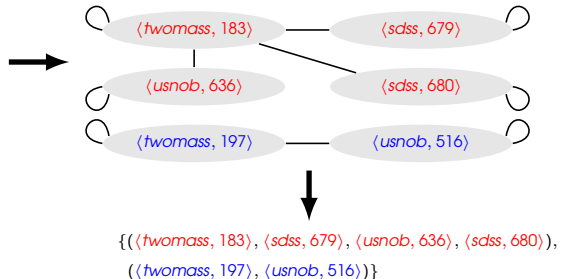 ⟨twomass, 183⟩ ⟨sdss, 679⟩
⟨usnob, 636⟩ ⟨sdss, 680⟩
⟨twomass, 197⟩ ⟨usnob, 516⟩
{(⟨twomass, 183⟩, ⟨sdss, 679⟩, ⟨usnob, 636⟩, ⟨sdss, 680⟩),
(⟨twomass, 197⟩, ⟨usnob, 516⟩)}